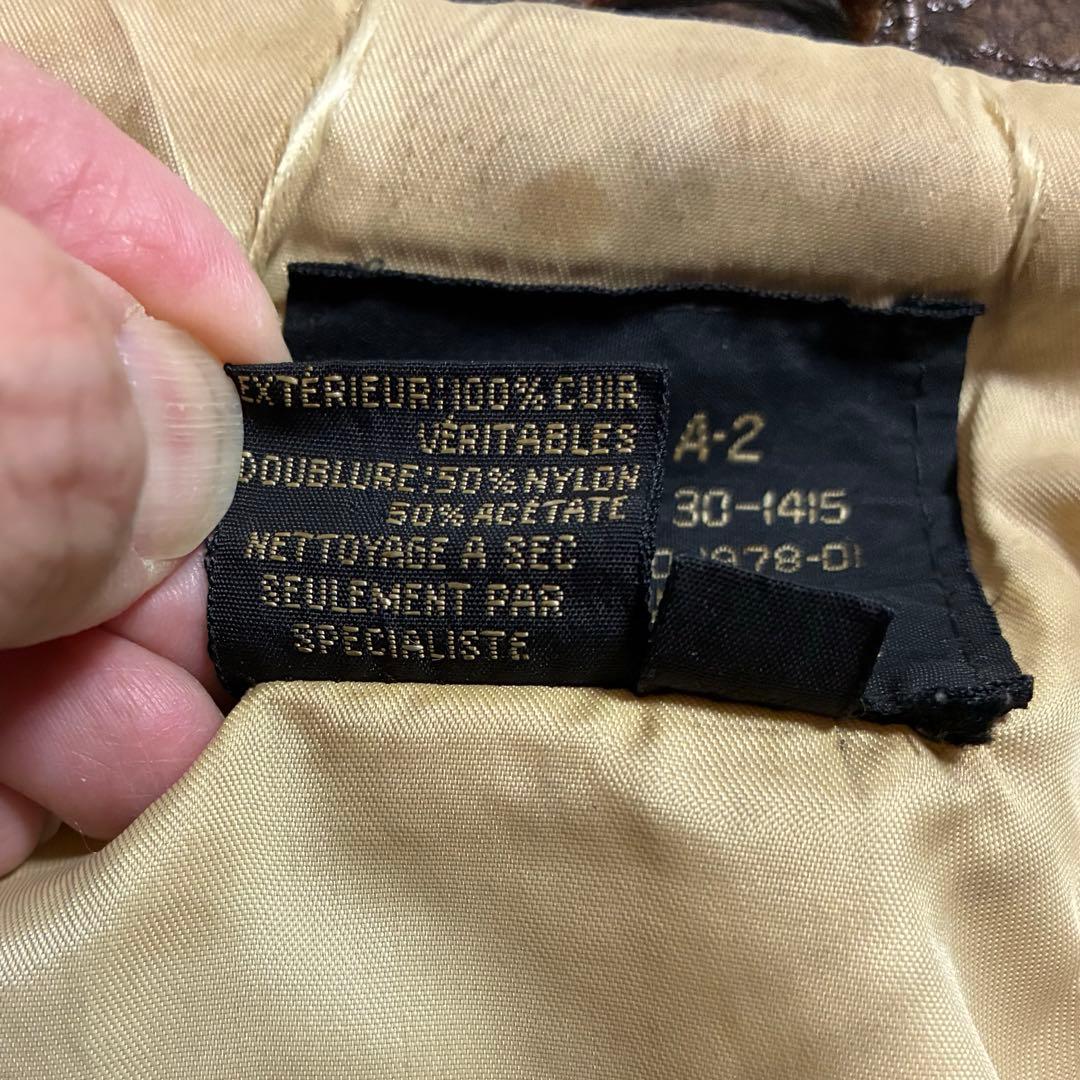 EXTÉRIEUR:100% CUIR
VÉRITABLES
DOUBLURE:50% NYLON
50% ACÉTATE
NETTOYAGE A SEC
SEULEMENT PAR
SPECIALISTE
A-2
30-1415